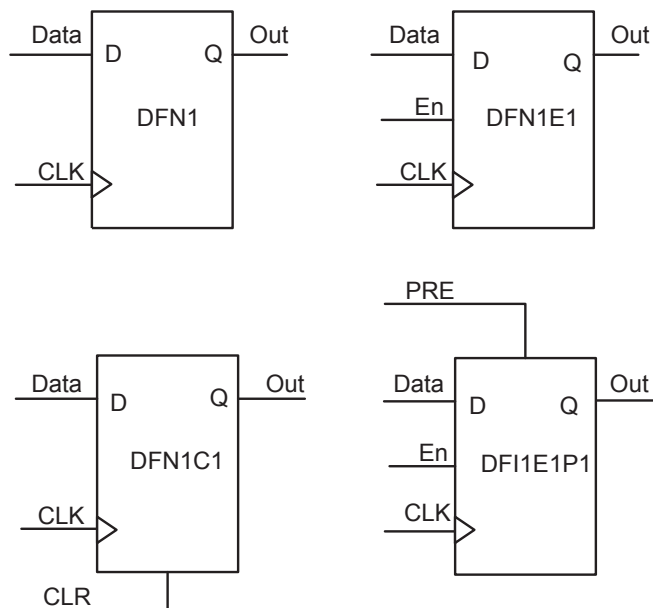 Data
Out
D
Q
DFN1
CLK
Data
Out
D
Q
En
DFN1E1
CLK
Data
Out
D
Q
DFN1C1
CLK
CLR
PRE
Data
Out
D
Q
En
DFI1E1P1
CLK